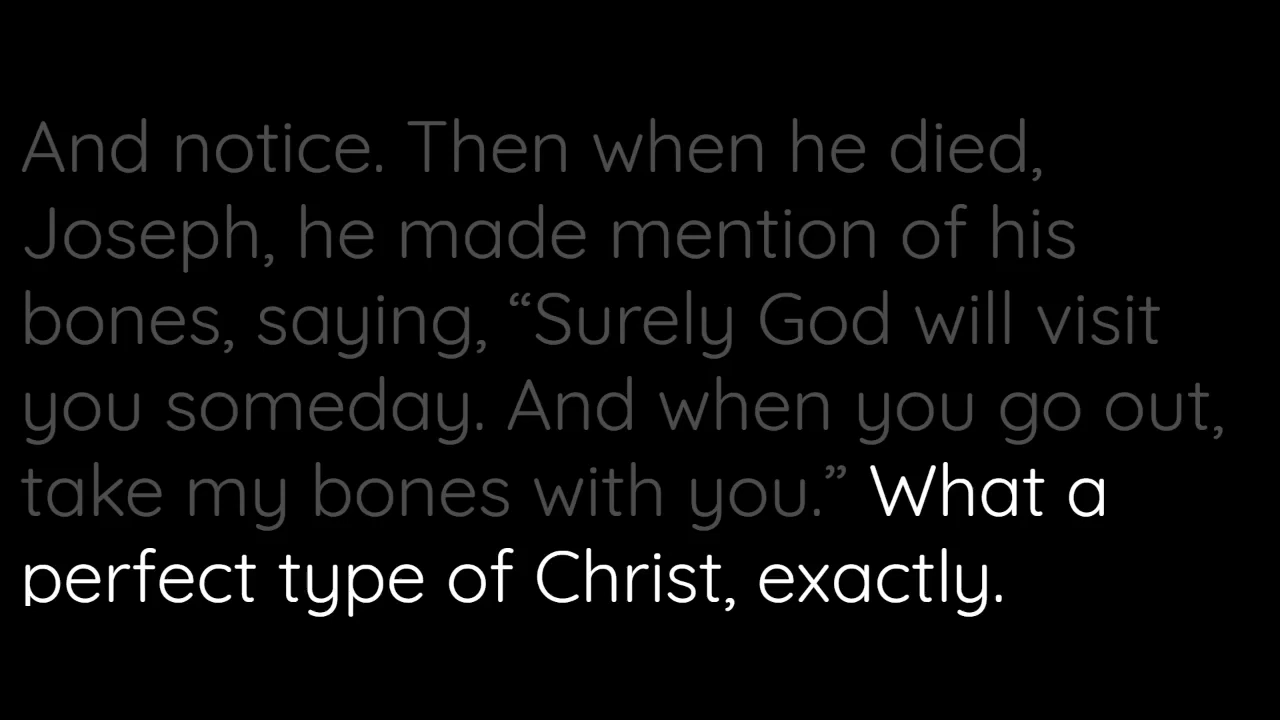 And notice. Then when he died,
Joseph, he made mention of his
bones, saying, “Surely God will visit
you someday. And when you go out,
take my bones with you.” What a
perfect type of Christ, exactly.